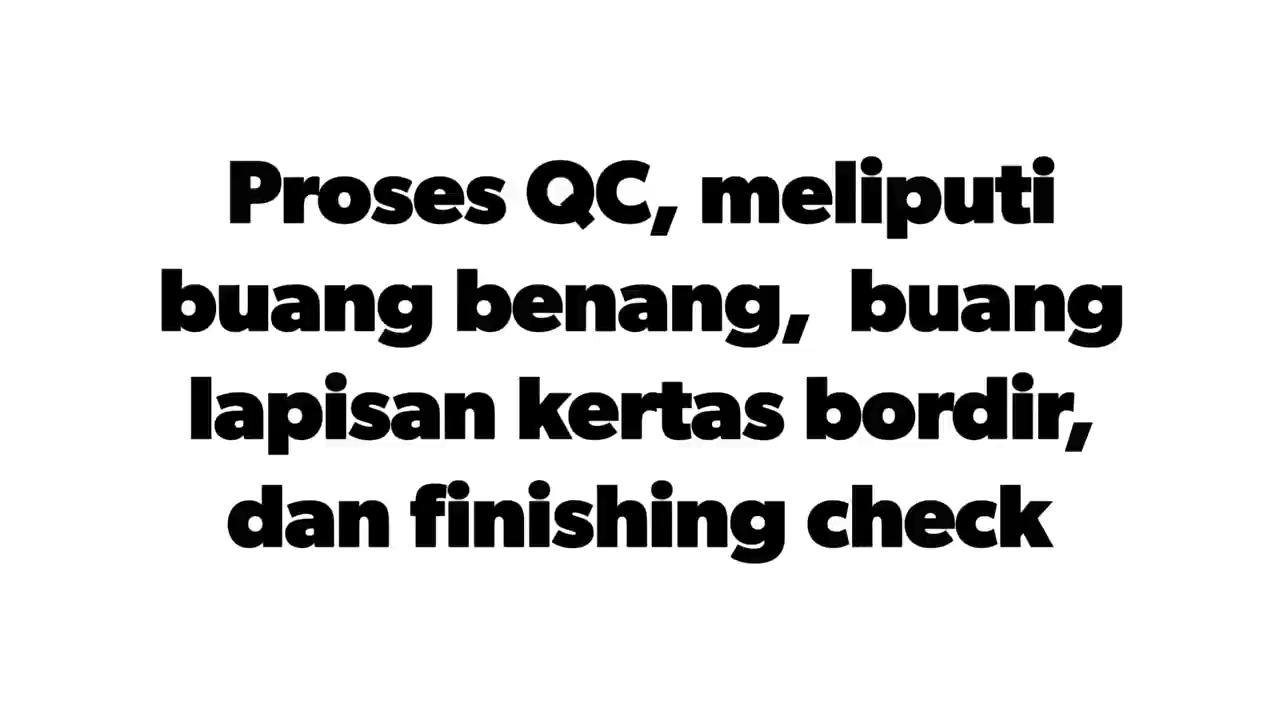 Proses QC, meliputi
buang benang,  buang
lapisan kertas bordir,
dan finishing check